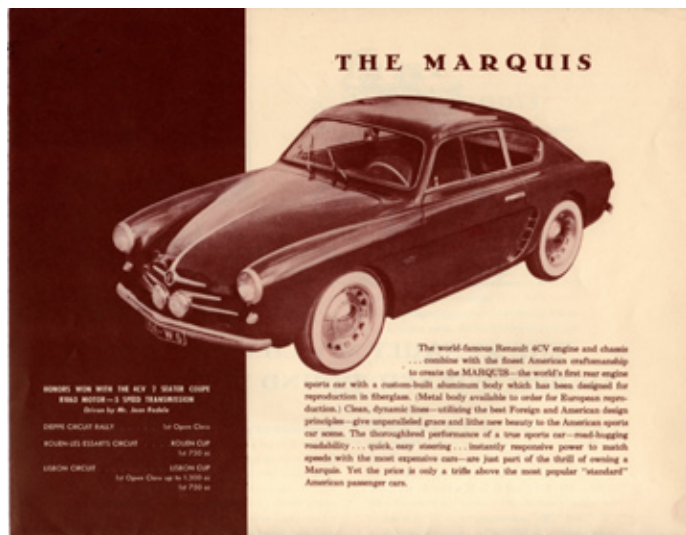 THE MARQUIS
The world-famous Renault 4CV engine and chassis
... combine with the finest American craftsmanship
to create the MARQUIS—the world's first rear engine
sports car with a custom-built aluminum body which has been designed for
reproduction in fiberglass. (Metal body available to order for European repro-
duction.) Clean, dynamic lines—utilizing the best Foreign and American design
principles—give unparalleled grace and lithe new beauty to the American sports
car scene. The thoroughbred performance of a true sports car—road-hugging
roadability ... quick, easy steering ... instantly responsive power to match
speeds with the most expensive cars—are just part of the thrill of owning a
Marquis. Yet the price is only a trifle above the most popular "standard"
American passenger cars.
HONORS WON WITH THE 4CV 2 SEATER COUPE
R1063 MOTOR—5 SPEED TRANSMISSION
Driven by Mr. Jean Redele
DIEPPE CIRCUIT RALLY 1st Open Class
ROUEN-LES ESSARTS CIRCUIT ROUEN CUP
1st 750 cc
LISBON CIRCUIT LISBON CUP
1st Open Class up to 1,300 cc
1st 750 cc